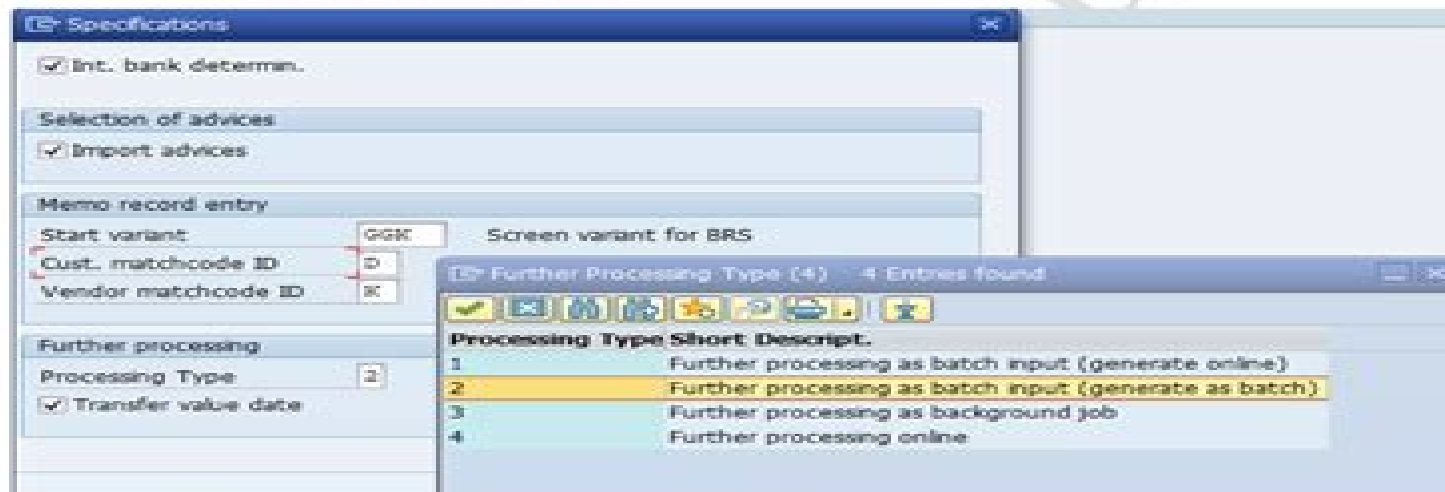 Specifications
Int. bank determin.
Selection of advices
Import advices
Memo record entry
Start variant GGK Screen variant for BRS
Cust. matchcode ID D
Vendor matchcode ID K
Further processing
Processing Type 2
Transfer value date
Further Processing Type (4) 4 Entries found
Processing Type Short Descript.
1 Further processing as batch input (generate online)
2 Further processing as batch input (generate as batch)
3 Further processing as background job
4 Further processing online